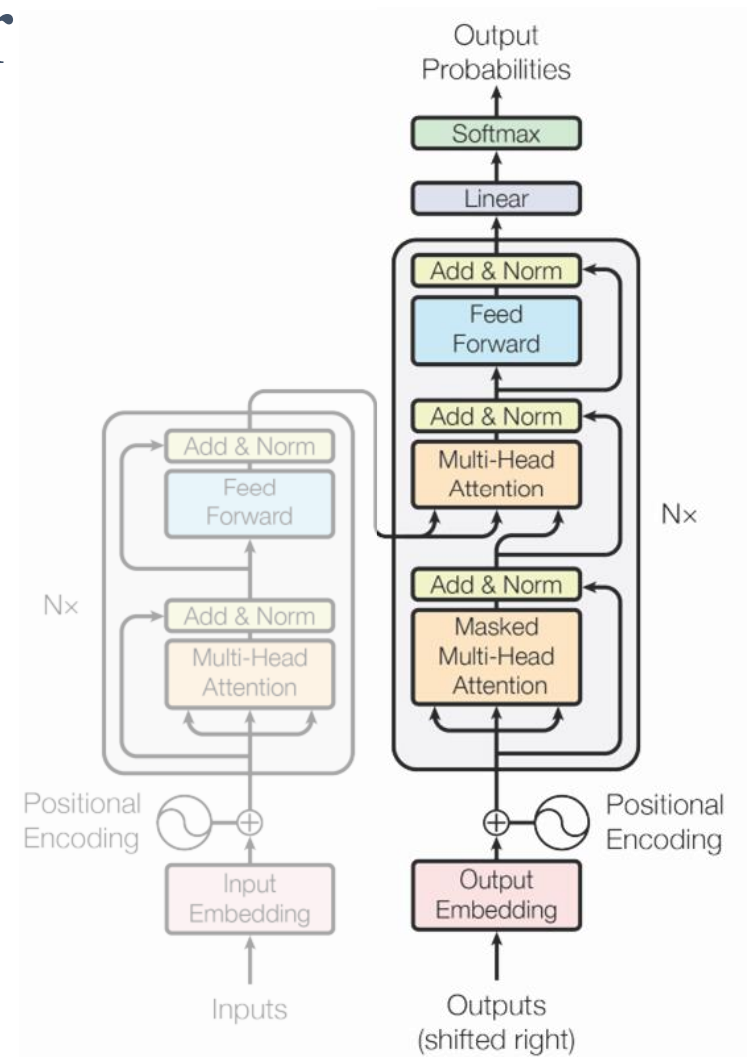 Output
Probabilities
Softmax
Linear
Add & Norm
Feed
Forward
Add & Norm
Multi-Head
Attention
Nx
Add & Norm
Masked
Multi-Head
Attention
Positional
Encoding
Output
Embedding
Outputs
(shifted right)
Add & Norm
Feed
Forward
Nx
Add & Norm
Multi-Head
Attention
Positional
Encoding
Input
Embedding
Inputs